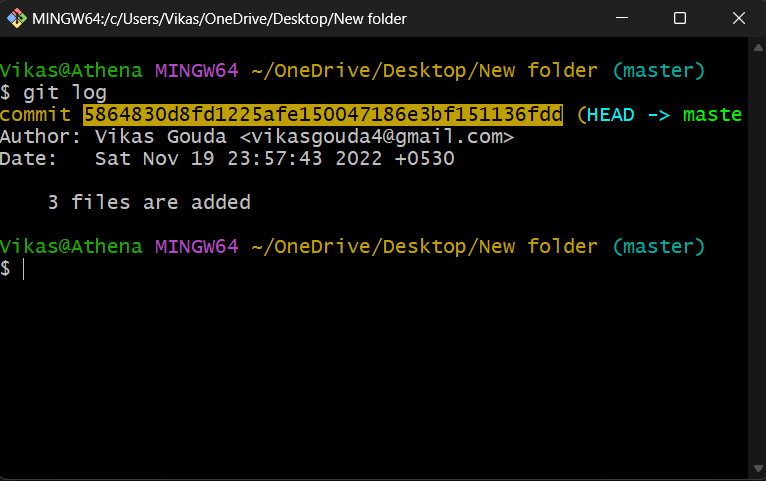 MINGW64:/c/Users/Vikas/OneDrive/Desktop/New folder
Vikas@Athena MINGW64 ~/OneDrive/Desktop/New folder (master)
$ git log
commit 5864830d8fd1225afe150047186e3bf151136fdd (HEAD -> maste
Author: Vikas Gouda <vikasgouda4@gmail.com>
Date:   Sat Nov 19 23:57:43 2022 +0530
    3 files are added
Vikas@Athena MINGW64 ~/OneDrive/Desktop/New folder (master)
$